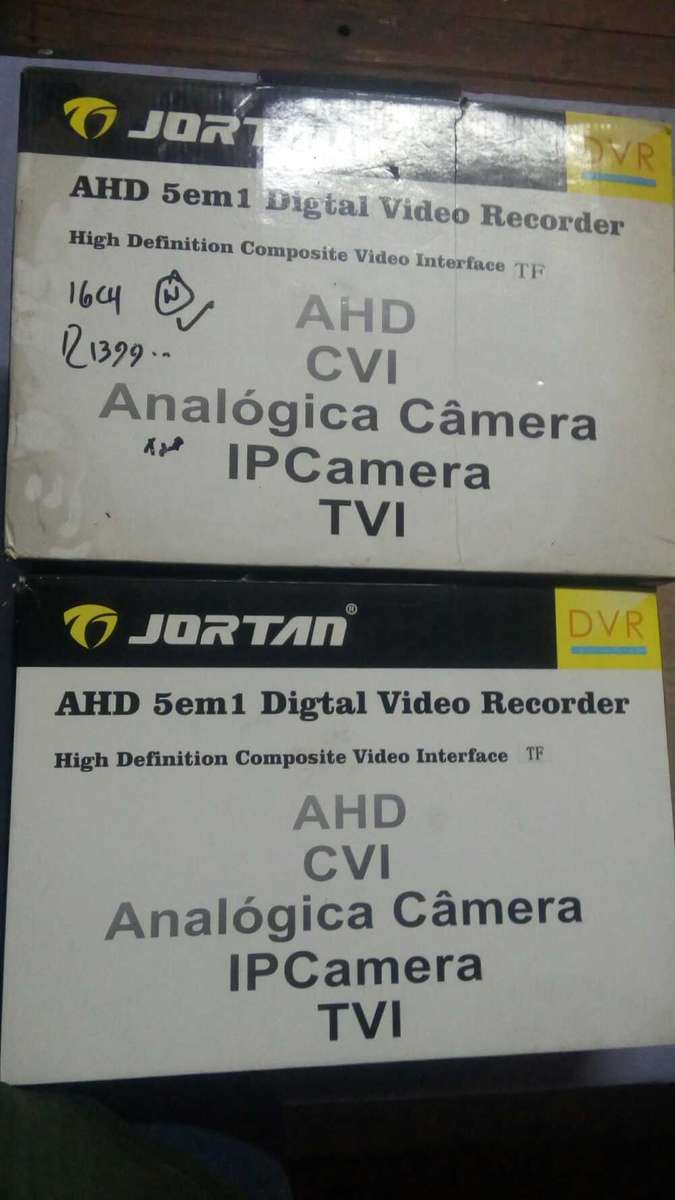 JORTAN
DVR
AHD 5em1 Digtal Video Recorder
High Definition Composite Video Interface TF
16CH N
R1399..
AHD
CVI
Analógica Câmera
IPCamera
TVI
JORTAN®
DVR
AHD 5em1 Digtal Video Recorder
High Definition Composite Video Interface TF
AHD
CVI
Analógica Câmera
IPCamera
TVI